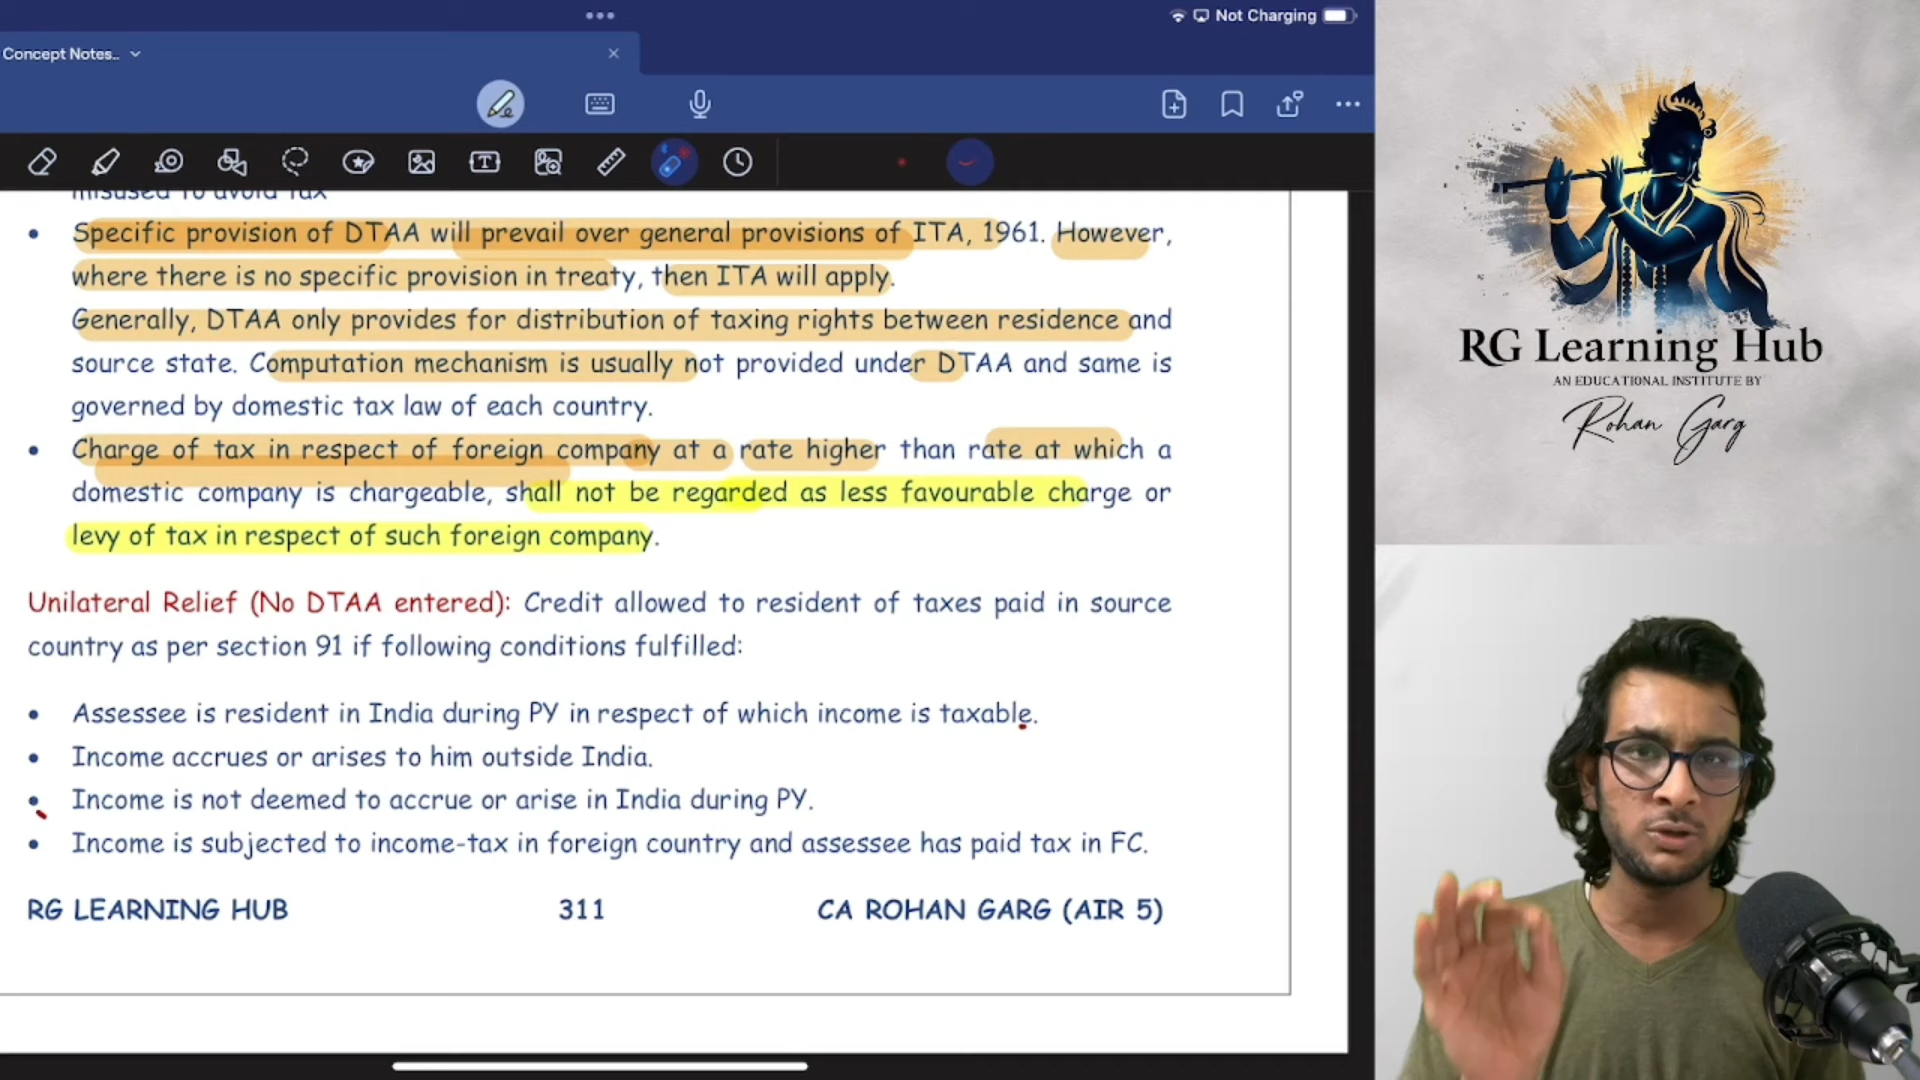 Not Charging
Concept Notes..
misused to avoid tax
• Specific provision of DTAA will prevail over general provisions of ITA, 1961. However,
where there is no specific provision in treaty, then ITA will apply.
Generally, DTAA only provides for distribution of taxing rights between residence and
source state. Computation mechanism is usually not provided under DTAA and same is
governed by domestic tax law of each country.
• Charge of tax in respect of foreign company at a rate higher than rate at which a
domestic company is chargeable, shall not be regarded as less favourable charge or
levy of tax in respect of such foreign company.
Unilateral Relief (No DTAA entered): Credit allowed to resident of taxes paid in source
country as per section 91 if following conditions fulfilled:
• Assessee is resident in India during PY in respect of which income is taxable.
• Income accrues or arises to him outside India.
• Income is not deemed to accrue or arise in India during PY.
• Income is subjected to income-tax in foreign country and assessee has paid tax in FC.
RG LEARNING HUB 311 CA ROHAN GARG (AIR 5)
RG Learning Hub
AN EDUCATIONAL INSTITUTE BY
Rohan Garg